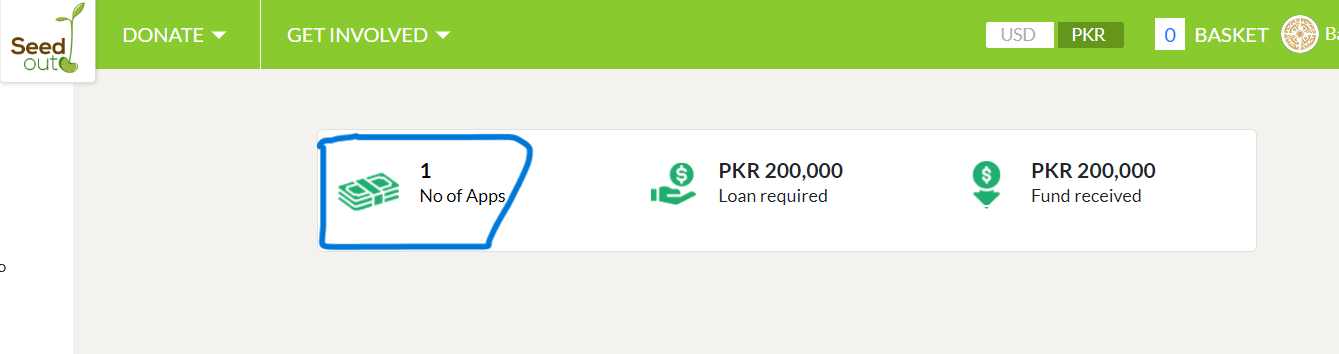 Seed
out
DONATE
GET INVOLVED
USD
PKR
0
BASKET
1
No of Apps
PKR 200,000
Loan required
PKR 200,000
Fund received